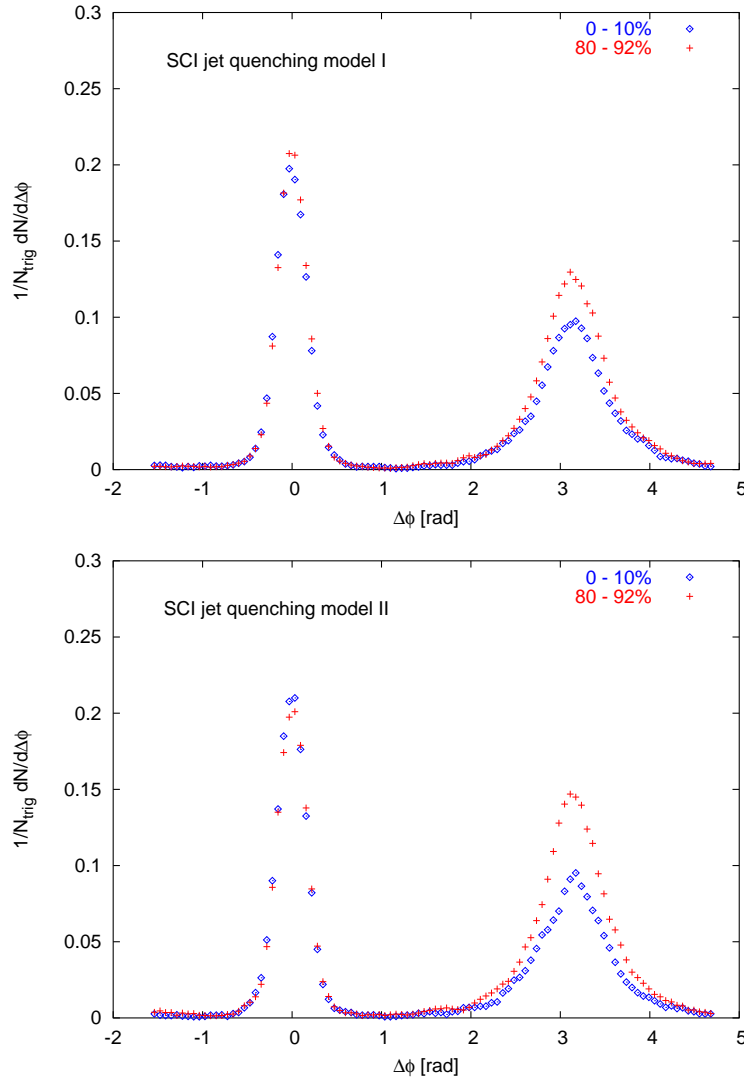 0.3
0 - 10%
80 - 92%
SCI jet quenching model I
0.25
0.2
0.15
0.1
0.05
0
1/N_trig dN/dΔϕ
-2 -1 0 1 2 3 4 5
Δϕ [rad]
0.3
0 - 10%
80 - 92%
SCI jet quenching model II
0.25
0.2
0.15
0.1
0.05
0
1/N_trig dN/dΔϕ
-2 -1 0 1 2 3 4 5
Δϕ [rad]